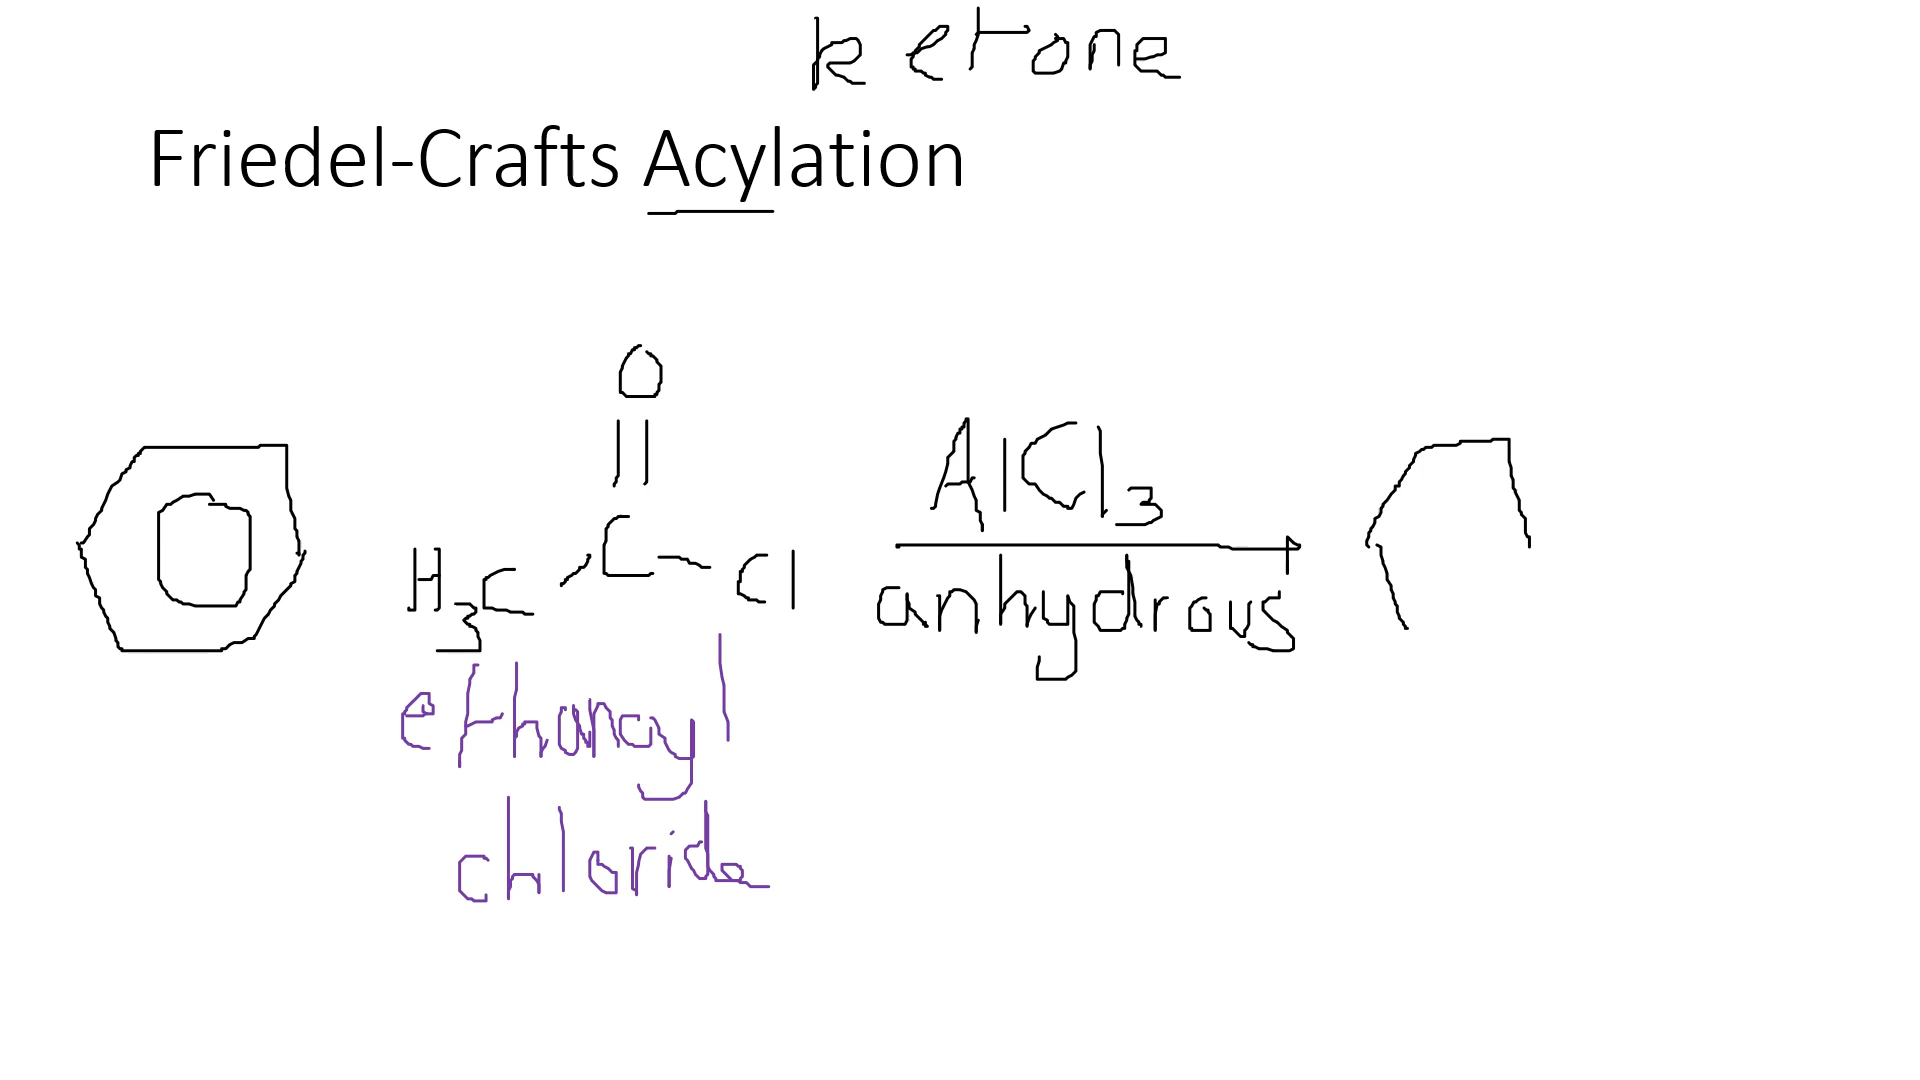 ketone
Friedel-Crafts Acylation
O
H3C C Cl
AlCl3
anhydrous
ethanoyl
chloride